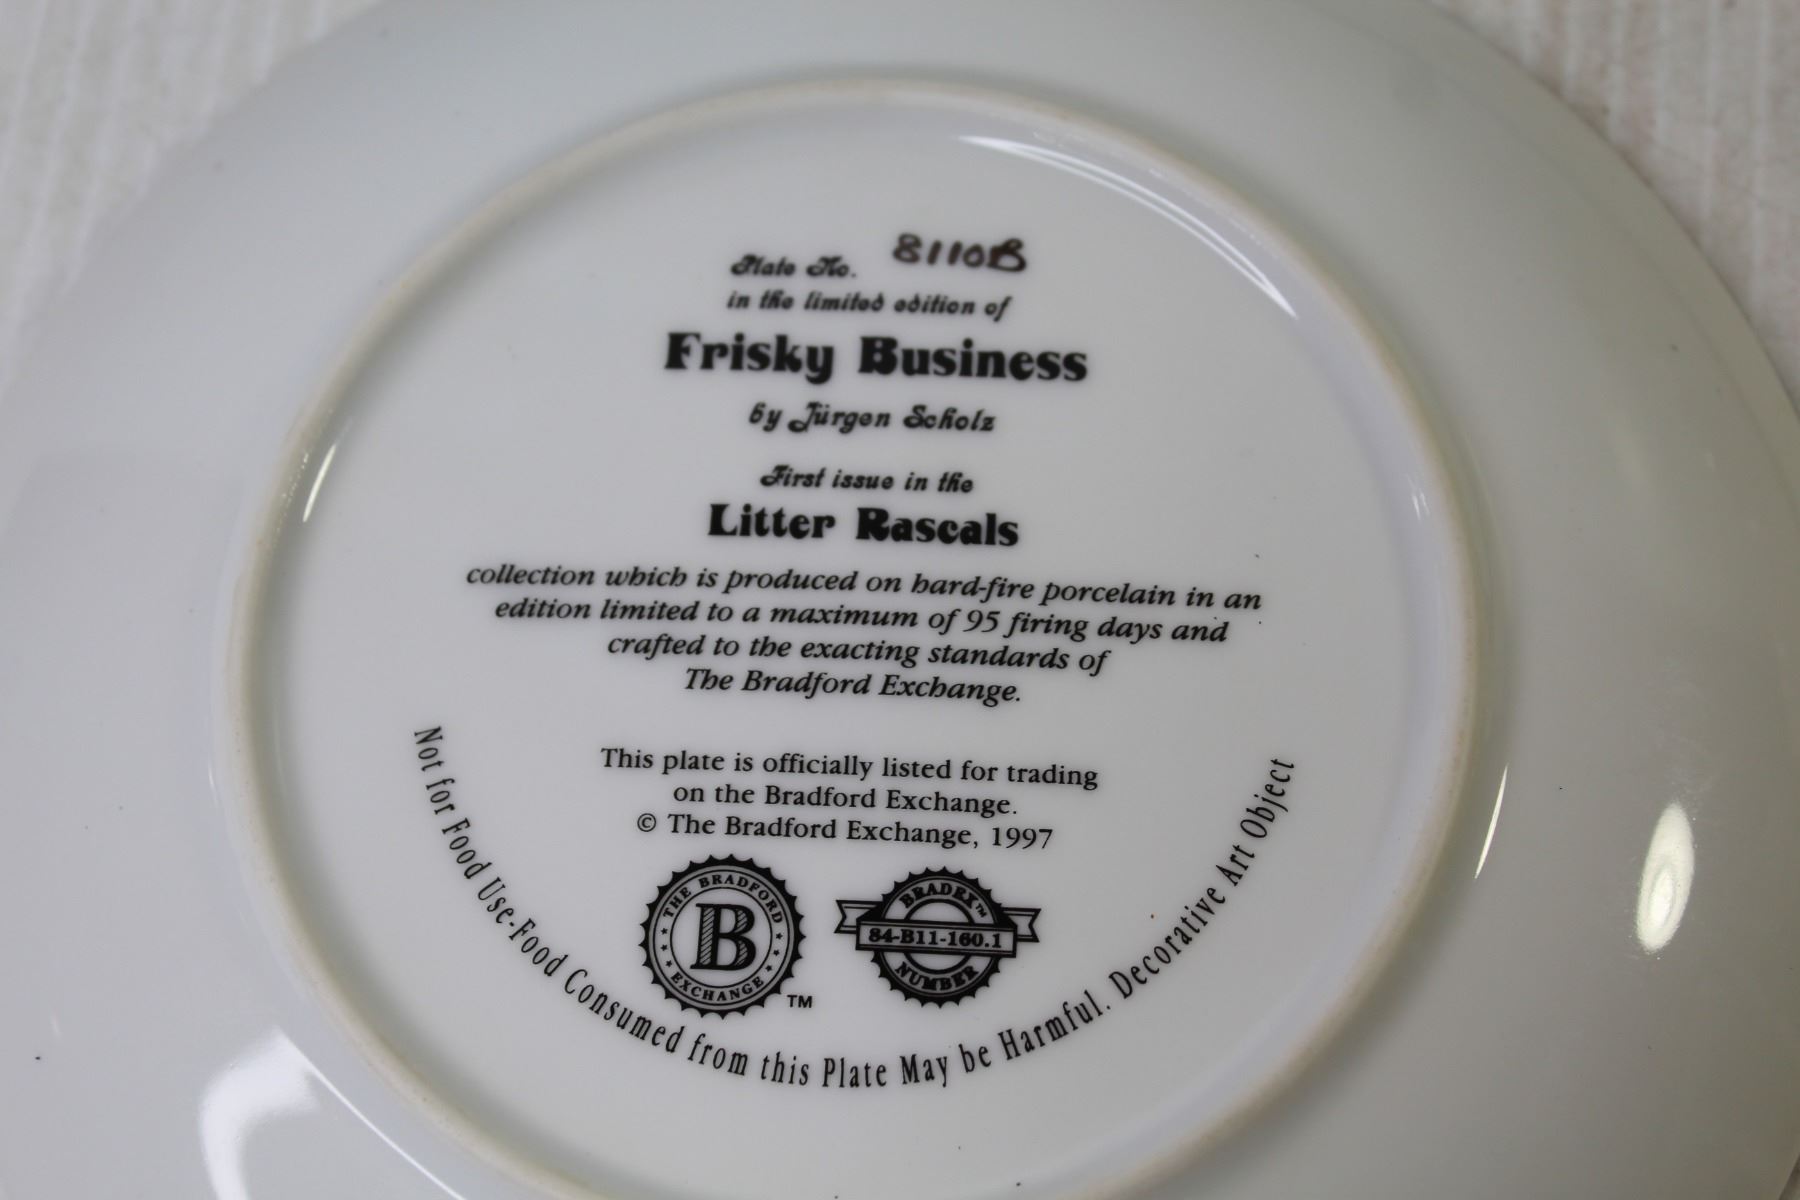 Plate No. 8110B
in the limited edition of
Frisky Business
by Jürgen Scholz
First issue in the
Litter Rascals
collection which is produced on hard-fire porcelain in an
edition limited to a maximum of 95 firing days and
crafted to the exacting standards of
The Bradford Exchange.
This plate is officially listed for trading
on the Bradford Exchange.
© The Bradford Exchange, 1997
THE BRADFORD
B
EXCHANGE
TM
BRADEX™
84-B11-160.1
NUMBER
Not for Food Use-Food Consumed from this Plate May be Harmful. Decorative Art Object